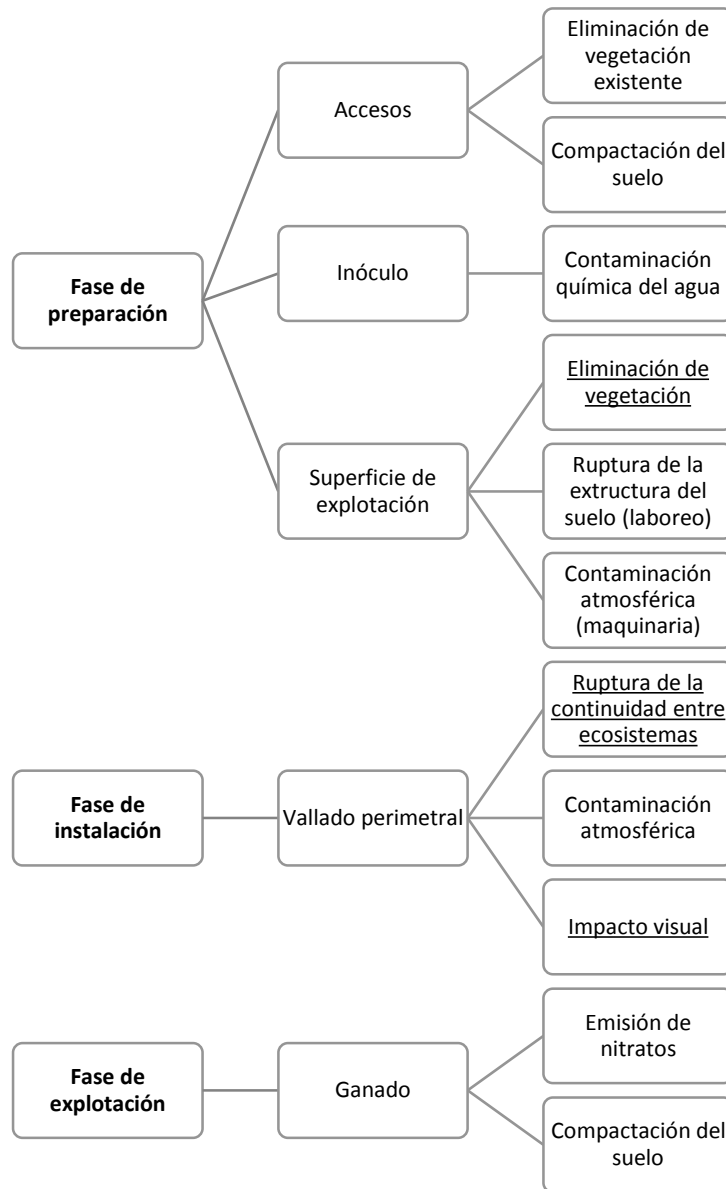 Fase de
preparación
Accesos
Eliminación de
vegetación
existente
Compactación del
suelo
Inóculo
Contaminación
química del agua
Superficie de
explotación
Eliminación de
vegetación
Ruptura de la
extructura del
suelo (laboreo)
Contaminación
atmosférica
(maquinaria)
Fase de
instalación
Vallado perimetral
Ruptura de la
continuidad entre
ecosistemas
Contaminación
atmosférica
Impacto visual
Fase de
explotación
Ganado
Emisión de
nitratos
Compactación del
suelo